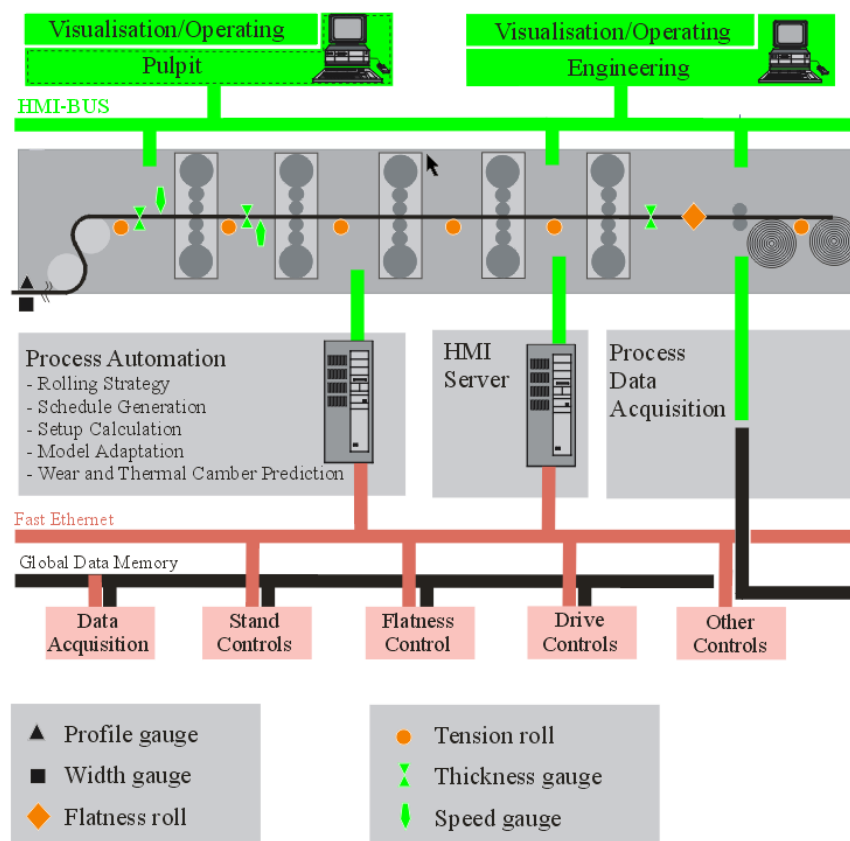 Visualisation/Operating
Pulpit
Visualisation/Operating
Engineering
HMI-BUS
Process Automation
- Rolling Strategy
- Schedule Generation
- Setup Calculation
- Model Adaptation
- Wear and Thermal Camber Prediction
HMI
Server
Process
Data
Acquisition
Fast Ethernet
Global Data Memory
Data
Acquisition
Stand
Controls
Flatness
Control
Drive
Controls
Other
Controls
Profile gauge
Width gauge
Flatness roll
Tension roll
Thickness gauge
Speed gauge